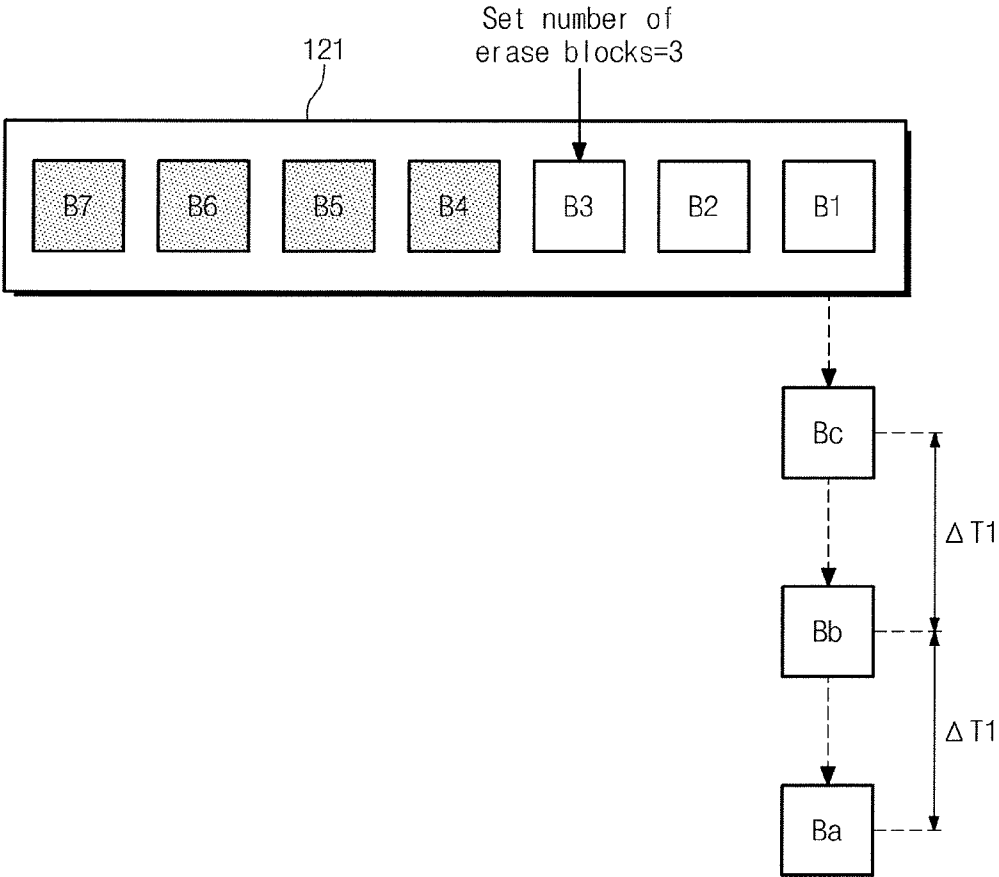 Set number of
erase blocks=3
121
B7 B6 B5 B4 B3 B2 B1
Bc
ΔT1
Bb
ΔT1
Ba